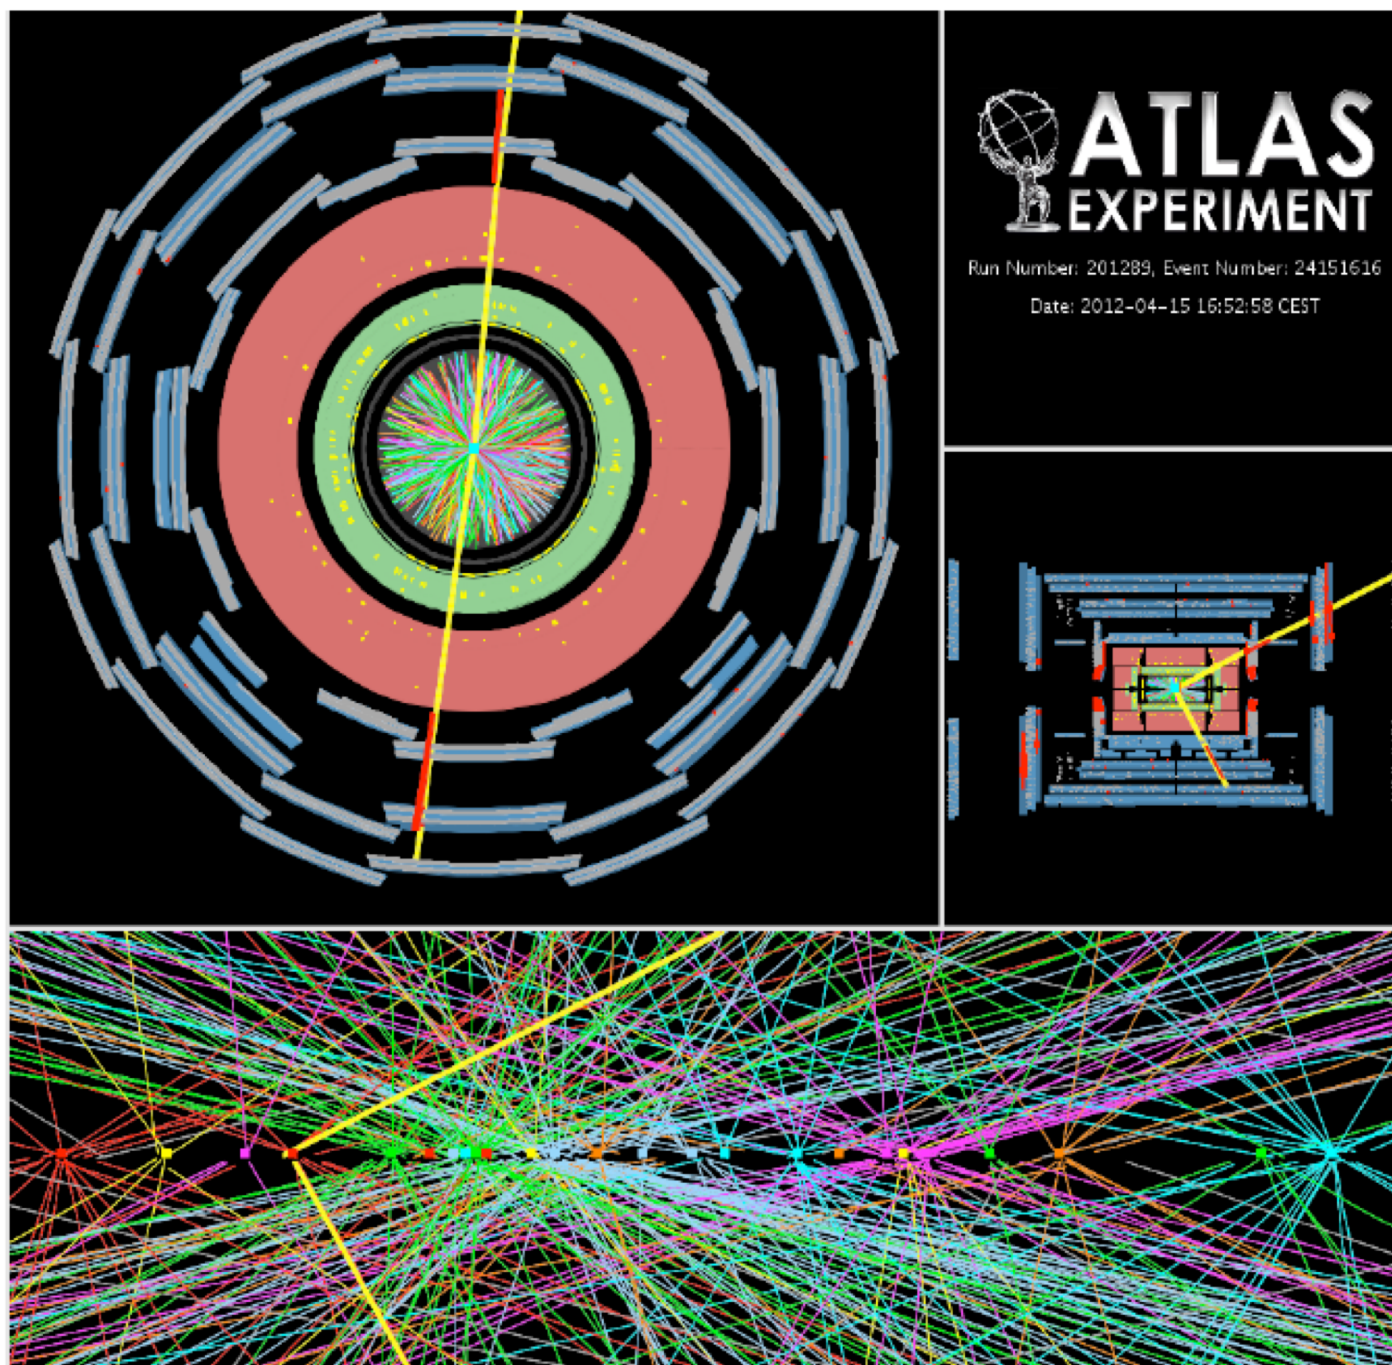 ATLAS
EXPERIMENT
Run Number: 201289, Event Number: 24151616
Date: 2012-04-15 16:52:58 CEST